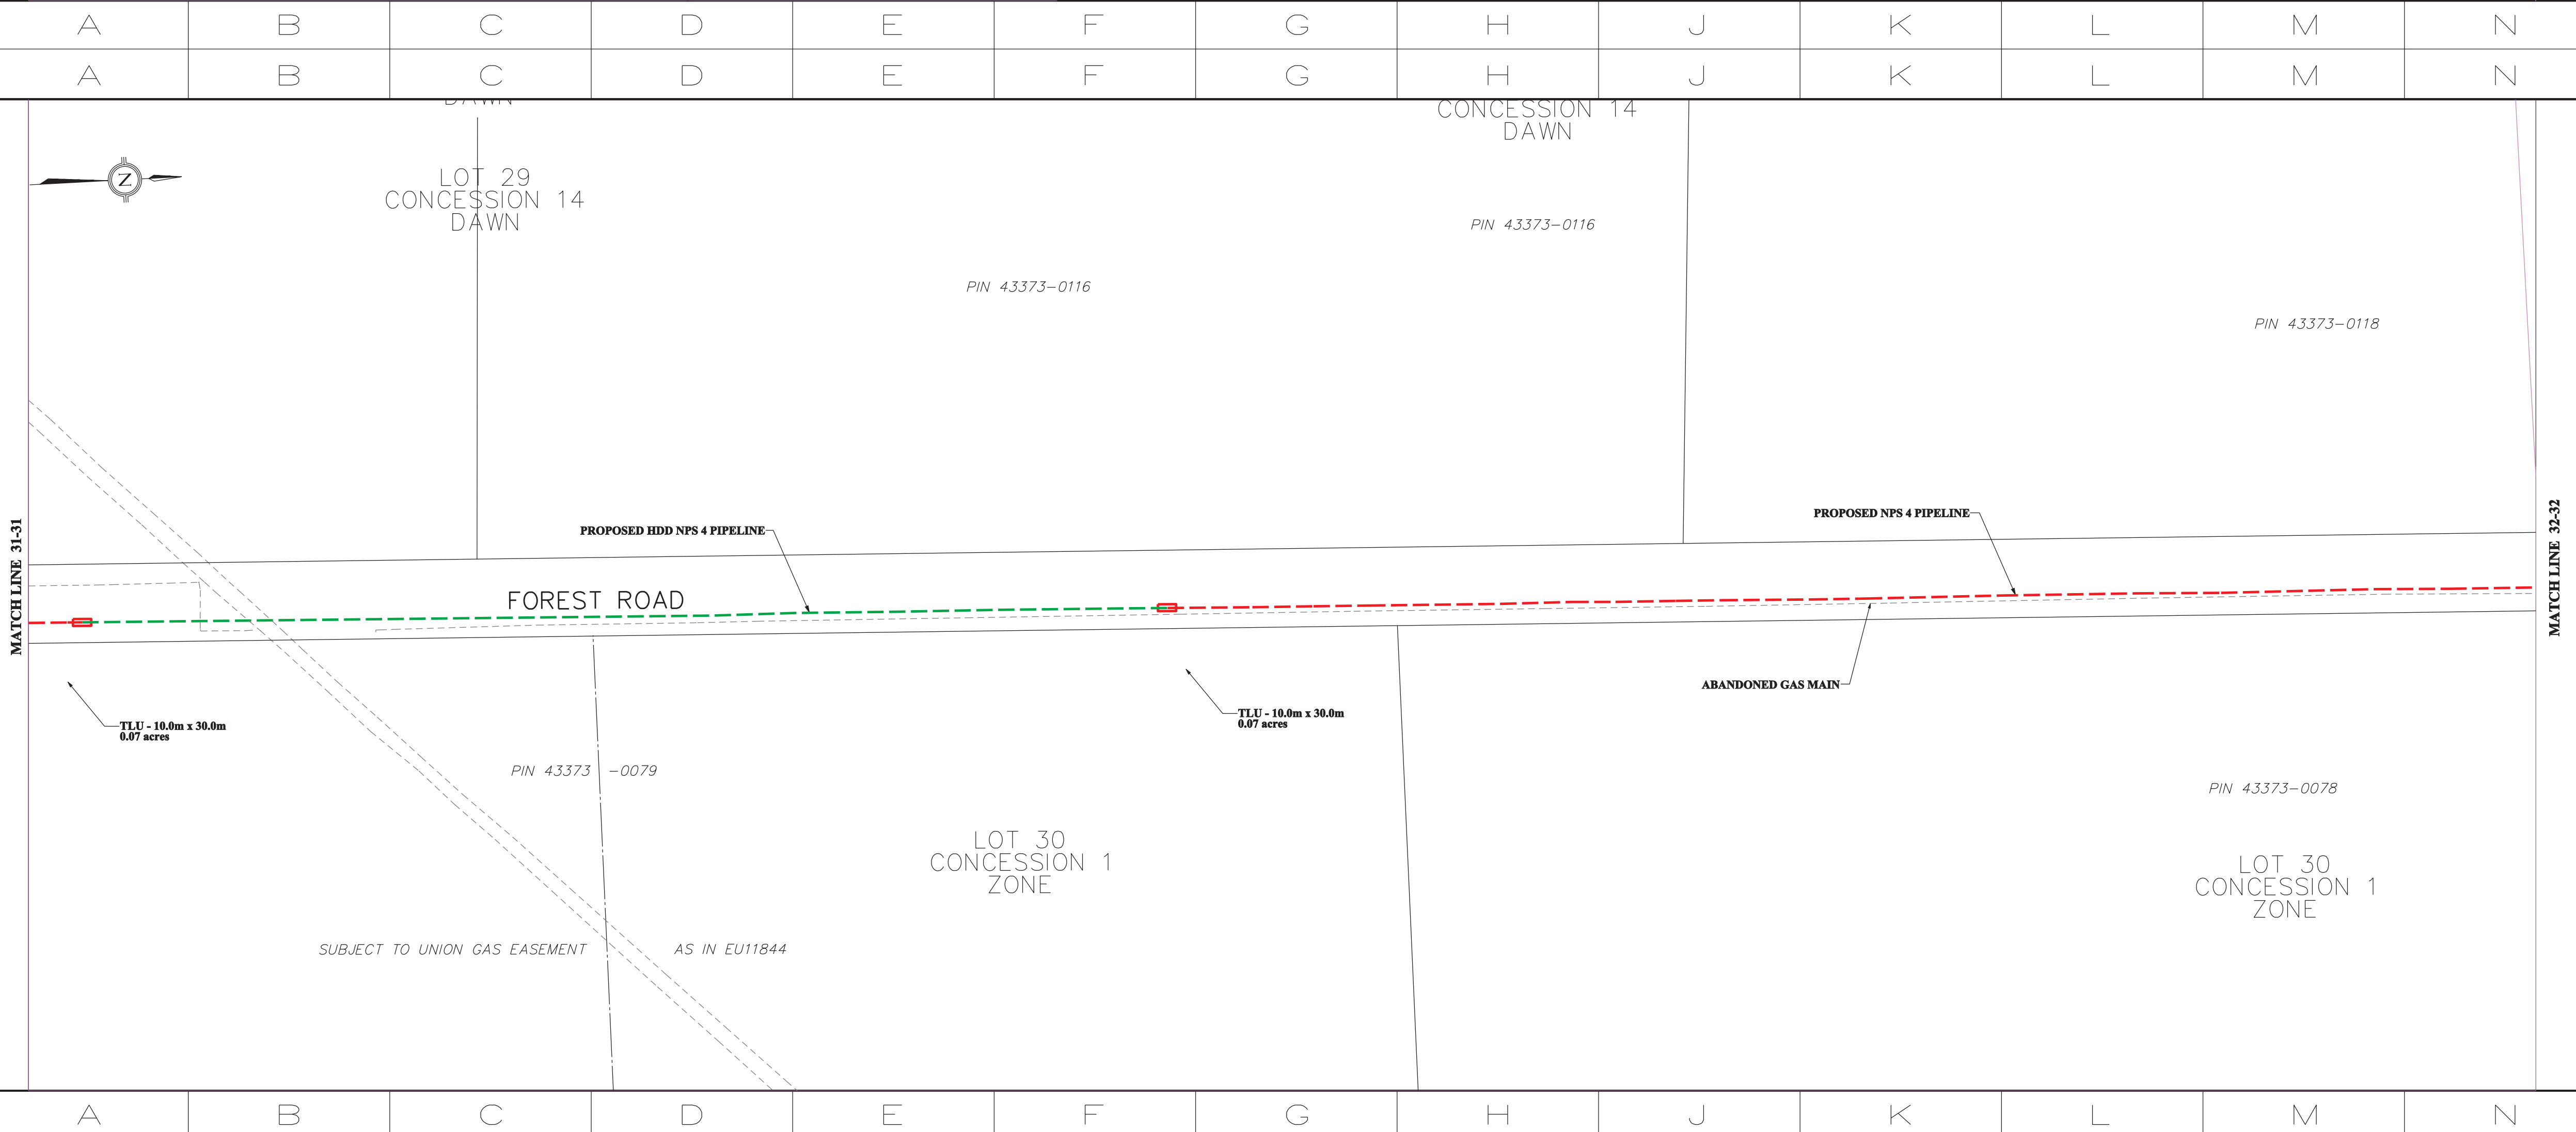 A B C D E F G H J K L M N
A B C D E F G H J K L M N
DAWN
CONCESSION 14
DAWN
Z
LOT 29
CONCESSION 14
DAWN
PIN 43373-0116
PIN 43373-0116
PIN 43373-0118
MATCH LINE 31-31
PROPOSED HDD NPS 4 PIPELINE
PROPOSED NPS 4 PIPELINE
MATCH LINE 32-32
FOREST ROAD
ABANDONED GAS MAIN
TLU - 10.0m x 30.0m
0.07 acres
TLU - 10.0m x 30.0m
0.07 acres
PIN 43373 -0079
PIN 43373-0078
LOT 30
CONCESSION 1
ZONE
LOT 30
CONCESSION 1
ZONE
SUBJECT TO UNION GAS EASEMENT AS IN EU11844
A B C D E F G H J K L M N